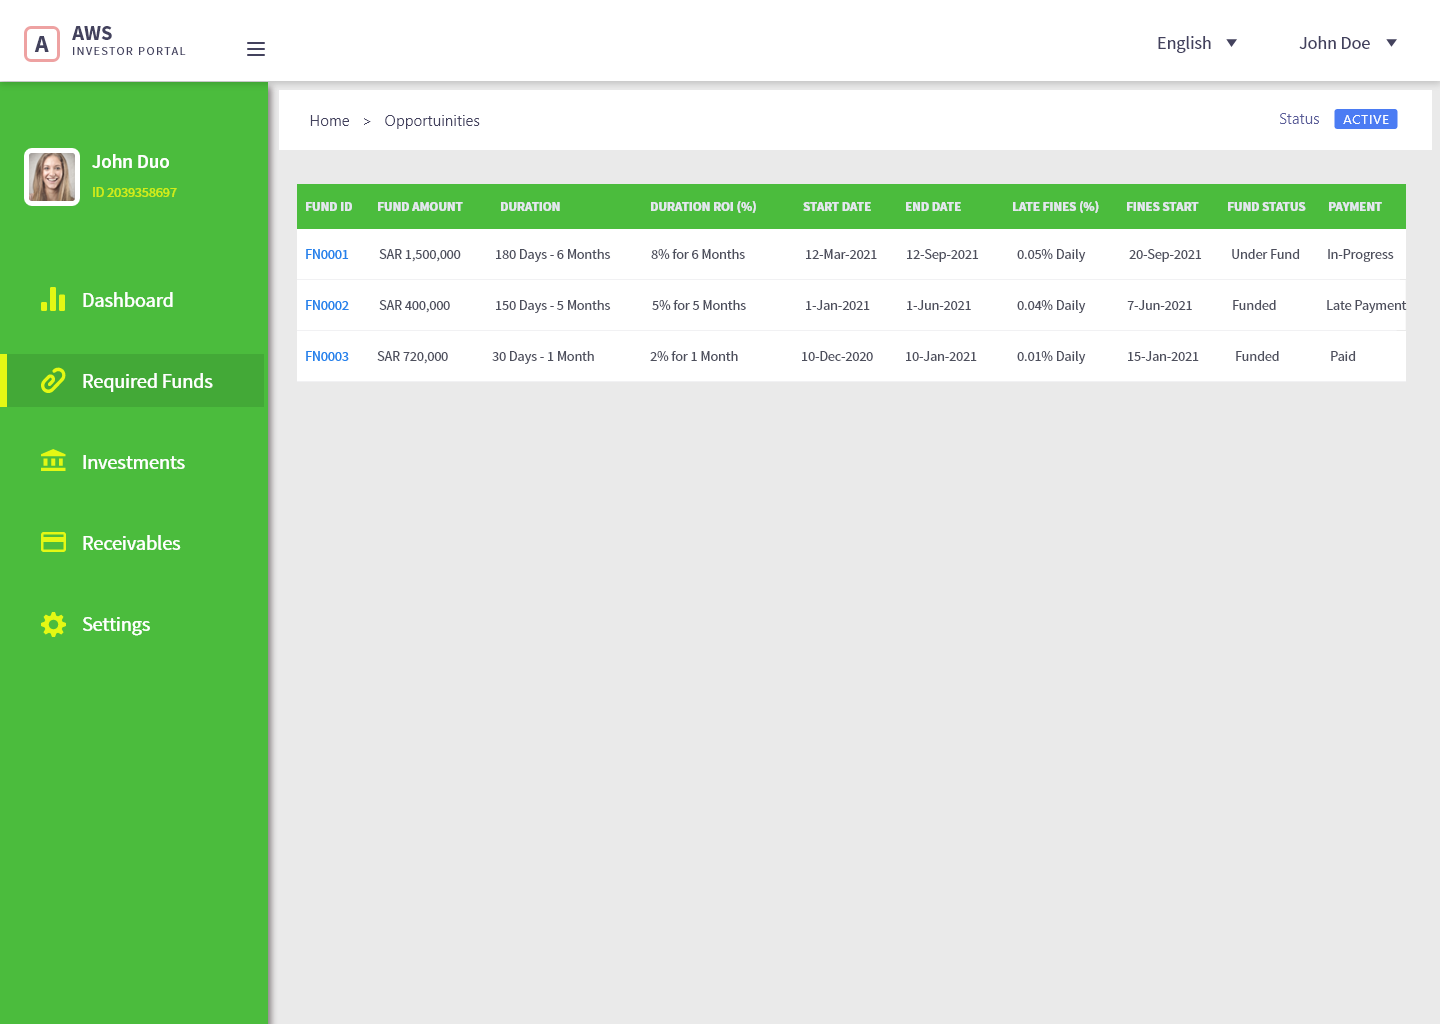 A
AWS
INVESTOR PORTAL
English
John Doe
John Duo
ID 2039358697
Dashboard
Required Funds
Investments
Receivables
Settings
Home > Opportuinities
Status ACTIVE
FUND ID FUND AMOUNT DURATION DURATION ROI (%) START DATE END DATE LATE FINES (%) FINES START FUND STATUS PAYMENT
FN0001 SAR 1,500,000 180 Days - 6 Months 8% for 6 Months 12-Mar-2021 12-Sep-2021 0.05% Daily 20-Sep-2021 Under Fund In-Progress
FN0002 SAR 400,000 150 Days - 5 Months 5% for 5 Months 1-Jan-2021 1-Jun-2021 0.04% Daily 7-Jun-2021 Funded Late Payment
FN0003 SAR 720,000 30 Days - 1 Month 2% for 1 Month 10-Dec-2020 10-Jan-2021 0.01% Daily 15-Jan-2021 Funded Paid